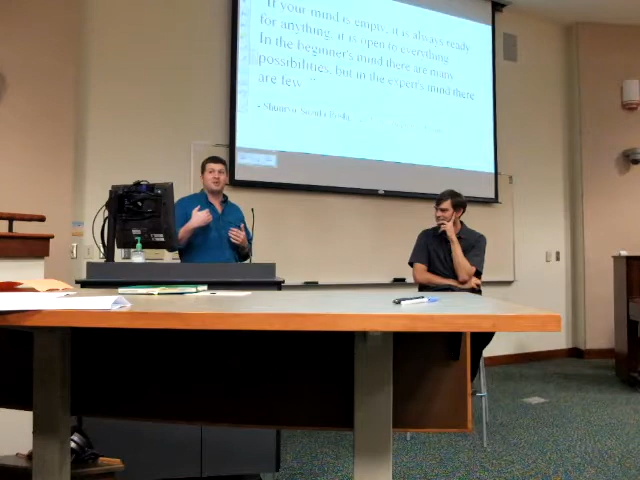 "If your mind is empty, it is always ready
for anything, it is open to everything.
In the beginner's mind there are many
possibilities, but in the expert's mind there
are few."